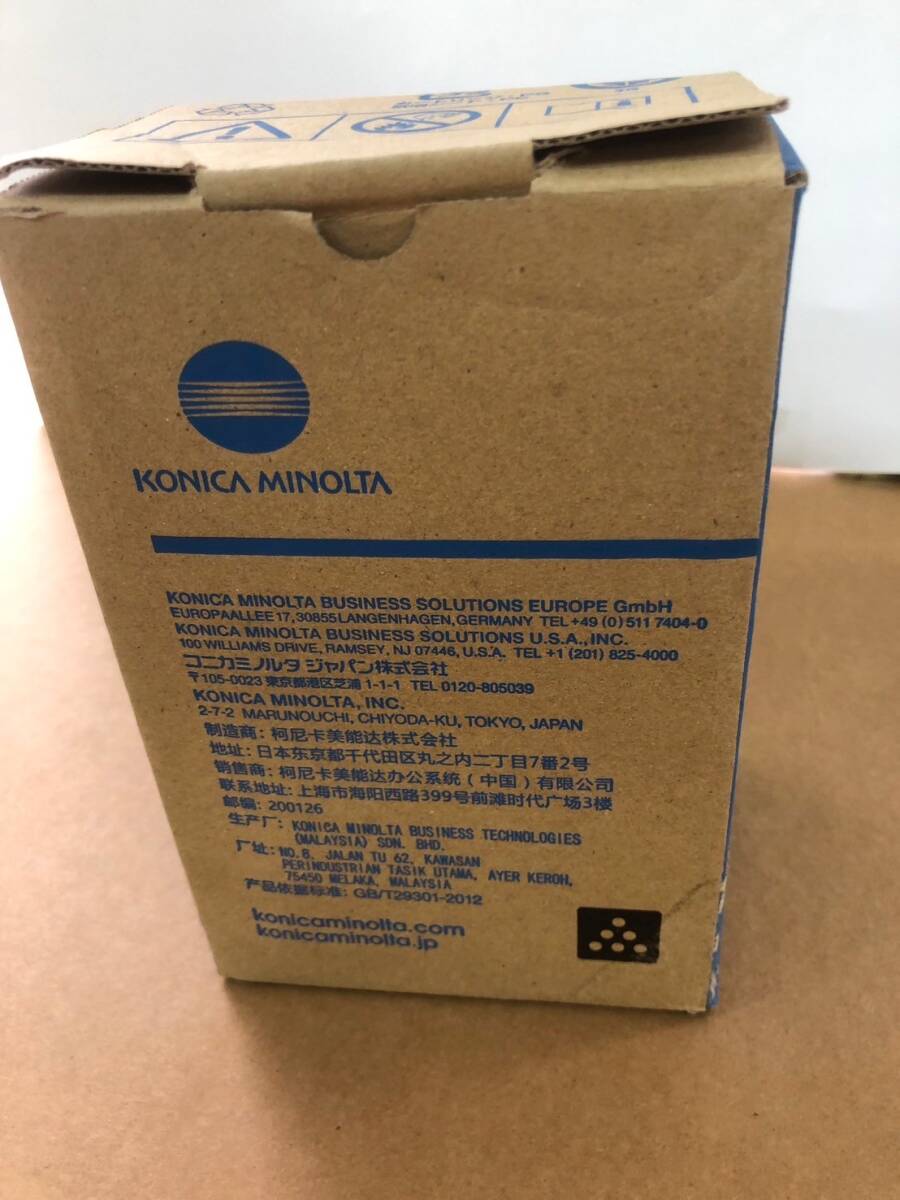 KONICA MINOLTA
KONICA MINOLTA BUSINESS SOLUTIONS EUROPE GmbH
EUROPAALLEE 17, 30855 LANGENHAGEN, GERMANY TEL +49 (0) 511 7404-0
KONICA MINOLTA BUSINESS SOLUTIONS U.S.A., INC.
100 WILLIAMS DRIVE, RAMSEY, NJ 07446, U.S.A. TEL +1 (201) 825-4000
コニカミノルタ ジャパン株式会社
〒105-0023 東京都港区芝浦 1-1-1 TEL 0120-805039
KONICA MINOLTA, INC.
2-7-2 MARUNOUCHI, CHIYODA-KU, TOKYO, JAPAN
制造商: 柯尼卡美能达株式会社
地址: 日本东京都千代田区丸之内二丁目7番2号
销售商: 柯尼卡美能达办公系统 (中国) 有限公司
联系地址: 上海市海阳西路399号前滩时代广场3楼
邮编: 200126
生产厂: KONICA MINOLTA BUSINESS TECHNOLOGIES
(MALAYSIA) SDN. BHD.
厂址: NO.8, JALAN TU 62, KAWASAN
PERINDUSTRIAN TASIK UTAMA, AYER KEROH,
75450 MELAKA, MALAYSIA
产品依据标准: GB/T29301-2012
konicaminolta.com
konicaminolta.jp